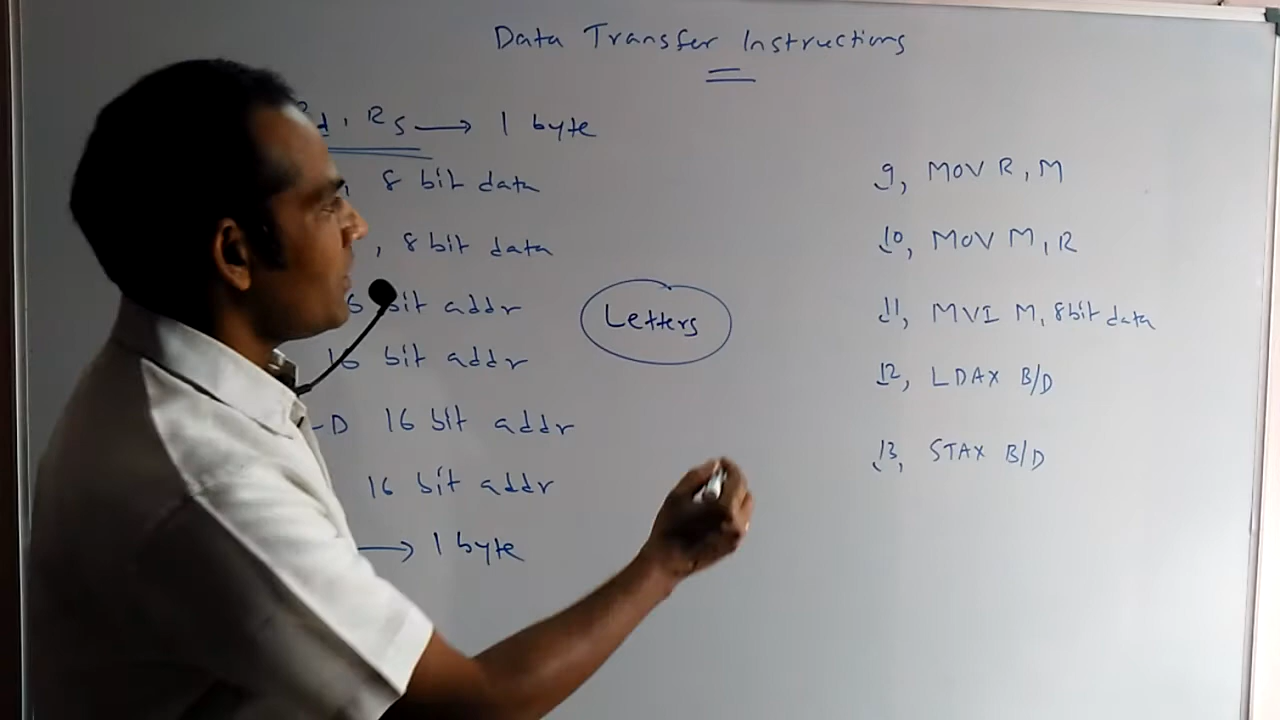 Data Transfer Instructions
d, Rs → 1 byte
, 8 bit data
, 8 bit data
6 bit addr
16 bit addr
-D 16 bit addr
16 bit addr
→ 1 byte
Letters
9, MOV R, M
10, MOV M, R
11, MVI M, 8bit data
12, LDAX B/D
13, STAX B/D